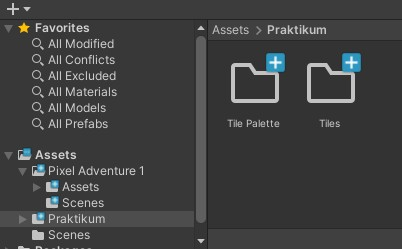 Favorites
All Modified
All Conflicts
All Excluded
All Materials
All Models
All Prefabs
Assets
Pixel Adventure 1
Assets
Scenes
Praktikum
Scenes
Assets > Praktikum
Tile Palette
Tiles